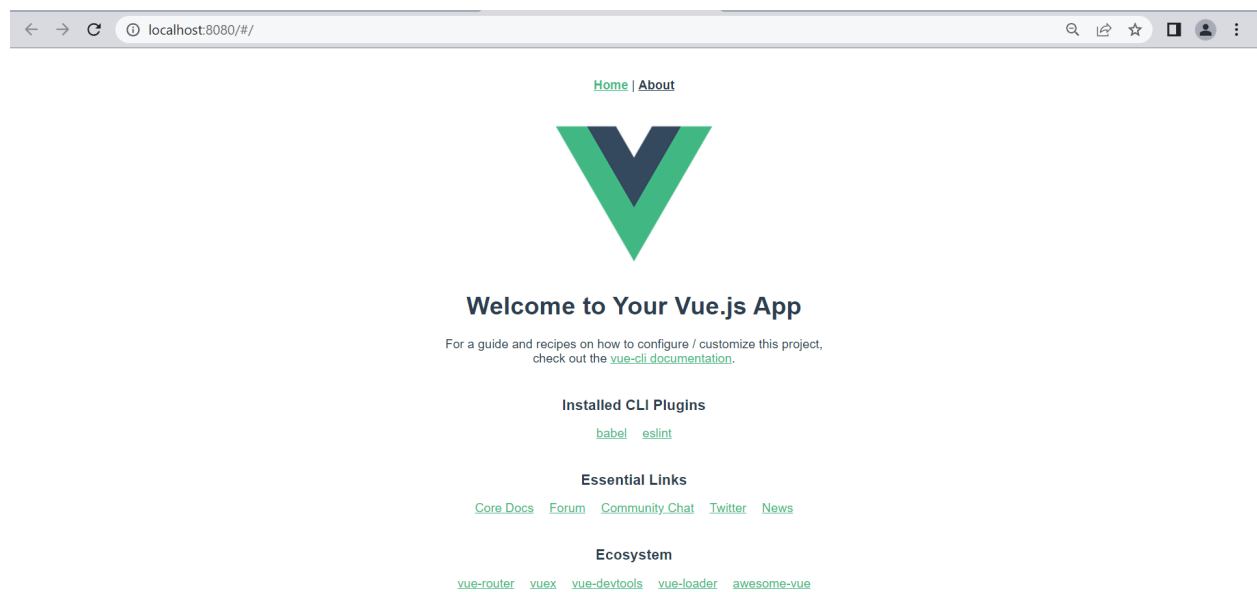 localhost:8080/#/
Home | About
Welcome to Your Vue.js App
For a guide and recipes on how to configure / customize this project,
check out the vue-cli documentation.
Installed CLI Plugins
babel eslint
Essential Links
Core Docs Forum Community Chat Twitter News
Ecosystem
vue-router vuex vue-devtools vue-loader awesome-vue